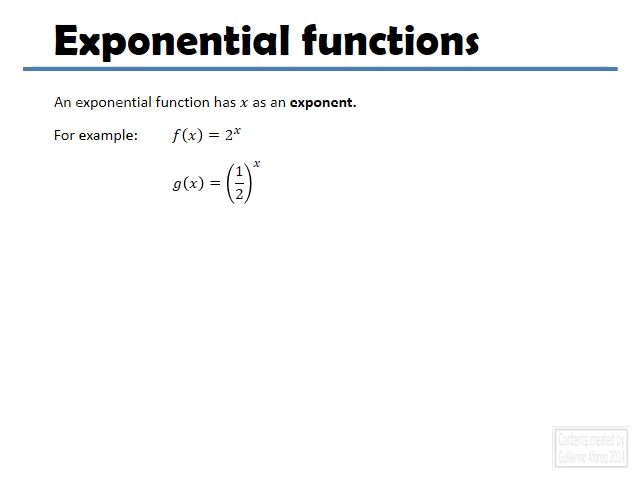 Exponential functions
An exponential function has x as an exponent.
For example: f(x) = 2^x
g(x) = (1/2)^x
Contents created by
Guillermo Afonso 2014